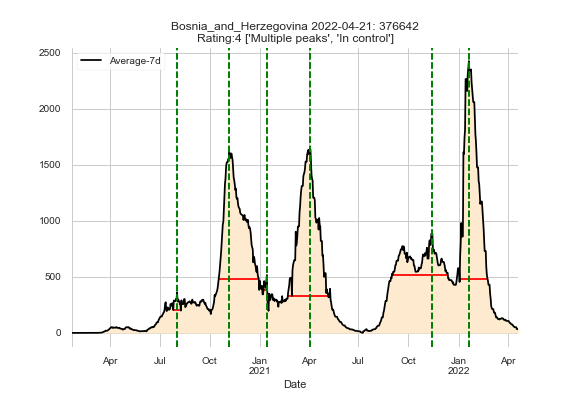 Bosnia_and_Herzegovina 2022-04-21: 376642
Rating:4 ['Multiple peaks', 'In control']
Average-7d
2500
2000
1500
1000
500
0
Apr Jul Oct Jan Apr Jul Oct Jan Apr
2021 2022
Date